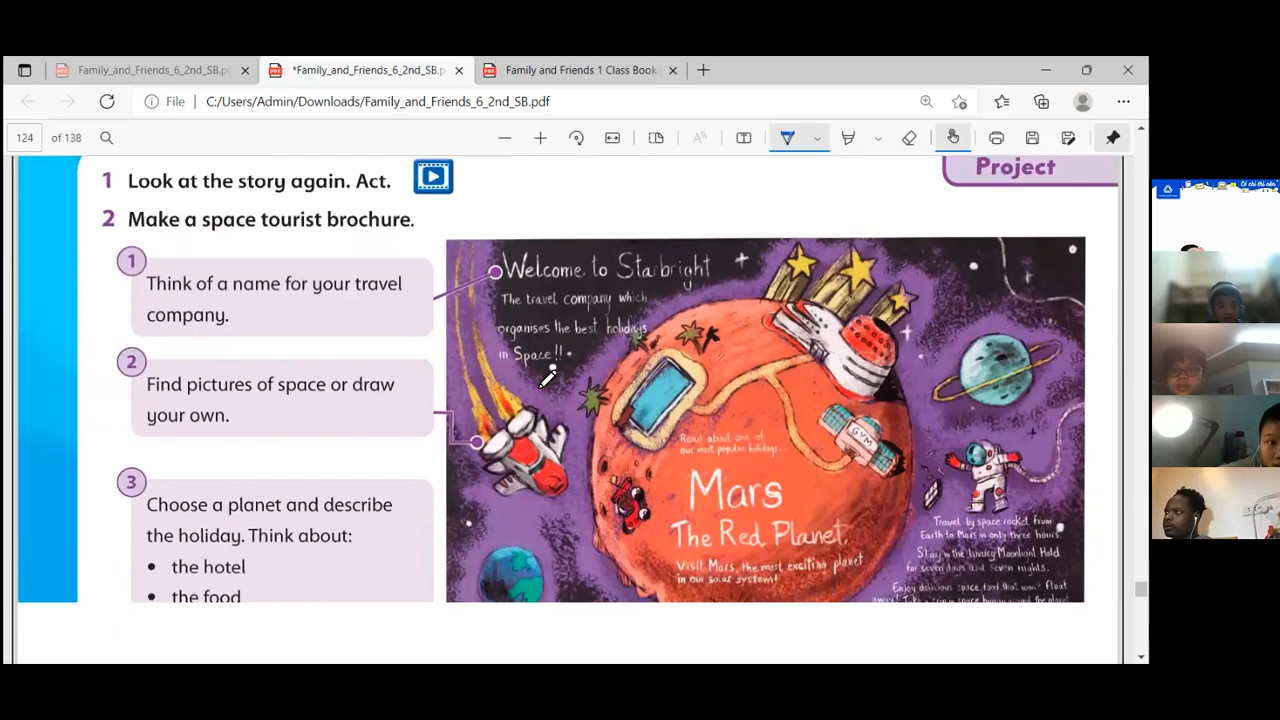 Family_and_Friends_6_2nd_SB.p
*Family_and_Friends_6_2nd_SB.p
Family and Friends 1 Class Book.
File
C:/Users/Admin/Downloads/Family_and_Friends_6_2nd_SB.pdf
124 of 138
Project
1 Look at the story again. Act.
2 Make a space tourist brochure.
1
Think of a name for your travel
company.
2
Find pictures of space or draw
your own.
3
Choose a planet and describe
the holiday. Think about:
• the hotel
• the food
Welcome to Starbright
The travel company which
organises the best holidays
in Space!!
GYM
Read about one of
our most popular holidays...
Mars
The Red Planet.
Visit Mars, the most exciting planet
in our solar system!
Travel by space rocket from
Earth to Mars in only three hours.
Stay in the luxury Moonlight
for seven days and seven nights.
Enjoy delicious space food that won't float
Có chí thì nên